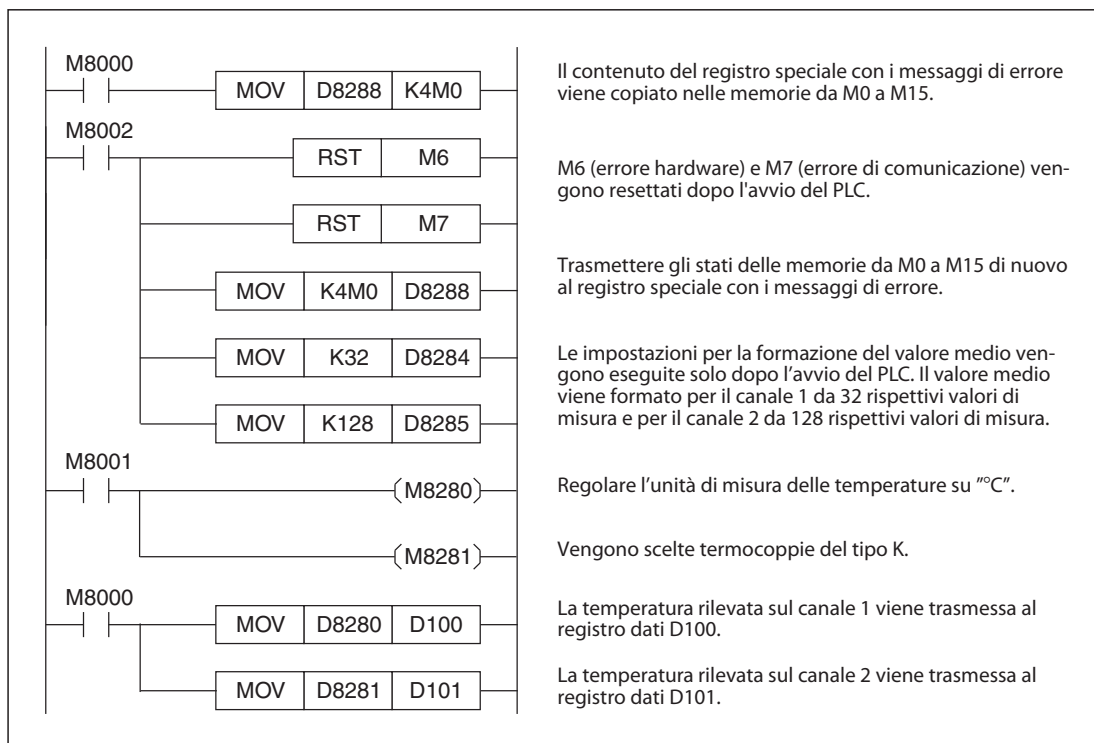 M8000
MOV D8288 K4M0
Il contenuto del registro speciale con i messaggi di errore
viene copiato nelle memorie da M0 a M15.
M8002
RST M6
M6 (errore hardware) e M7 (errore di comunicazione) ven-
gono resettati dopo l'avvio del PLC.
RST M7
Trasmettere gli stati delle memorie da M0 a M15 di nuovo
al registro speciale con i messaggi di errore.
MOV K4M0 D8288
MOV K32 D8284
Le impostazioni per la formazione del valore medio ven-
gono eseguite solo dopo l’avvio del PLC. Il valore medio
viene formato per il canale 1 da 32 rispettivi valori di
misura e per il canale 2 da 128 rispettivi valori di misura.
MOV K128 D8285
M8001
M8280
Regolare l’unità di misura delle temperature su "°C".
M8281
Vengono scelte termocoppie del tipo K.
M8000
MOV D8280 D100
La temperatura rilevata sul canale 1 viene trasmessa al
registro dati D100.
MOV D8281 D101
La temperatura rilevata sul canale 2 viene trasmessa al
registro dati D101.